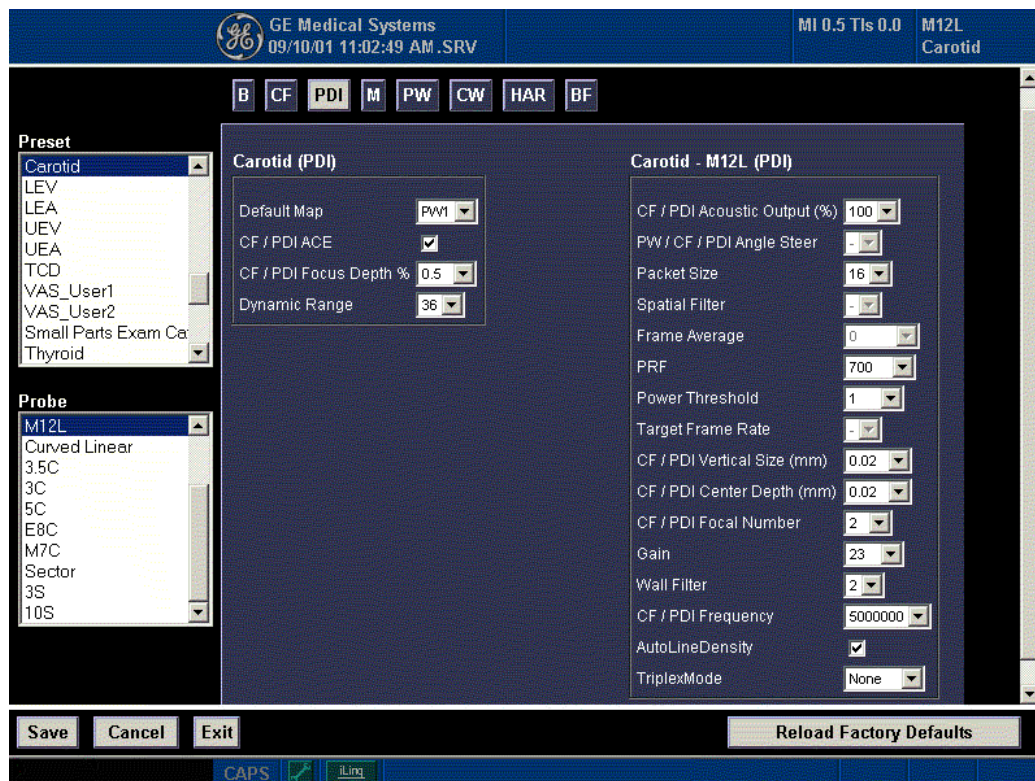 GE Medical Systems
09/10/01 11:02:49 AM.SRV
MI 0.5 TIs 0.0
M12L
Carotid
B CF PDI M PW CW HAR BF
Preset
Carotid
LEV
LEA
UEV
UEA
TCD
VAS_User1
VAS_User2
Small Parts Exam Ca
Thyroid
Probe
M12L
Curved Linear
3.5C
3C
5C
E8C
M7C
Sector
3S
10S
Carotid (PDI)
Default Map PW1
CF / PDI ACE
CF / PDI Focus Depth % 0.5
Dynamic Range 36
Carotid - M12L (PDI)
CF / PDI Acoustic Output (%) 100
PW / CF / PDI Angle Steer -
Packet Size 16
Spatial Filter -
Frame Average 0
PRF 700
Power Threshold 1
Target Frame Rate -
CF / PDI Vertical Size (mm) 0.02
CF / PDI Center Depth (mm) 0.02
CF / PDI Focal Number 2
Gain 23
Wall Filter 2
CF / PDI Frequency 5000000
AutoLineDensity
TriplexMode None
Save Cancel Exit Reload Factory Defaults
CAPS iLinq